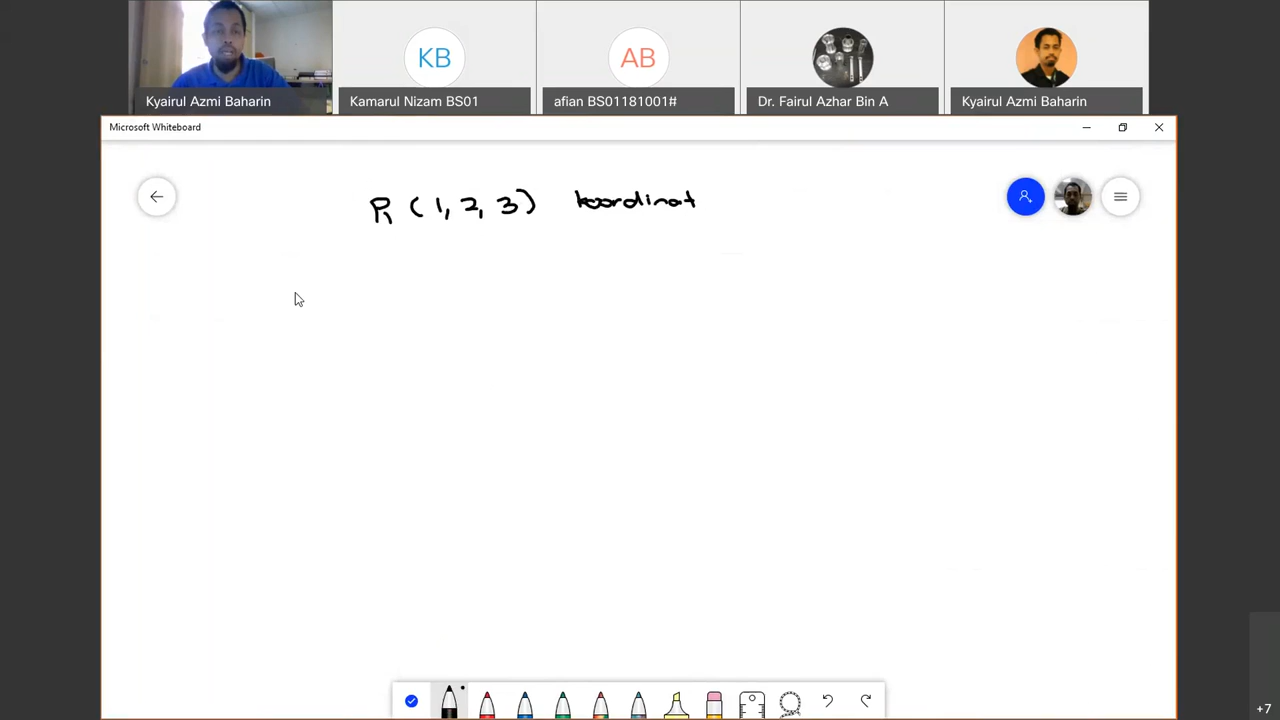 KB
AB
Kyairul Azmi Baharin
Kamarul Nizam BS01
afian BS01181001#
Dr. Fairul Azhar Bin A
Kyairul Azmi Baharin
Microsoft Whiteboard
P₁ (1, 2, 3) koordinat
+7